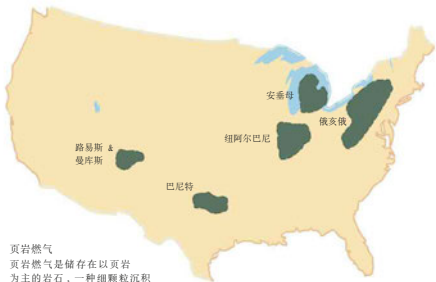 安垂母
俄亥俄
纽阿尔巴尼
路易斯 &
曼库斯
巴尼特
页岩燃气
页岩燃气是储存在以页岩
为主的岩石，一种细颗粒沉积